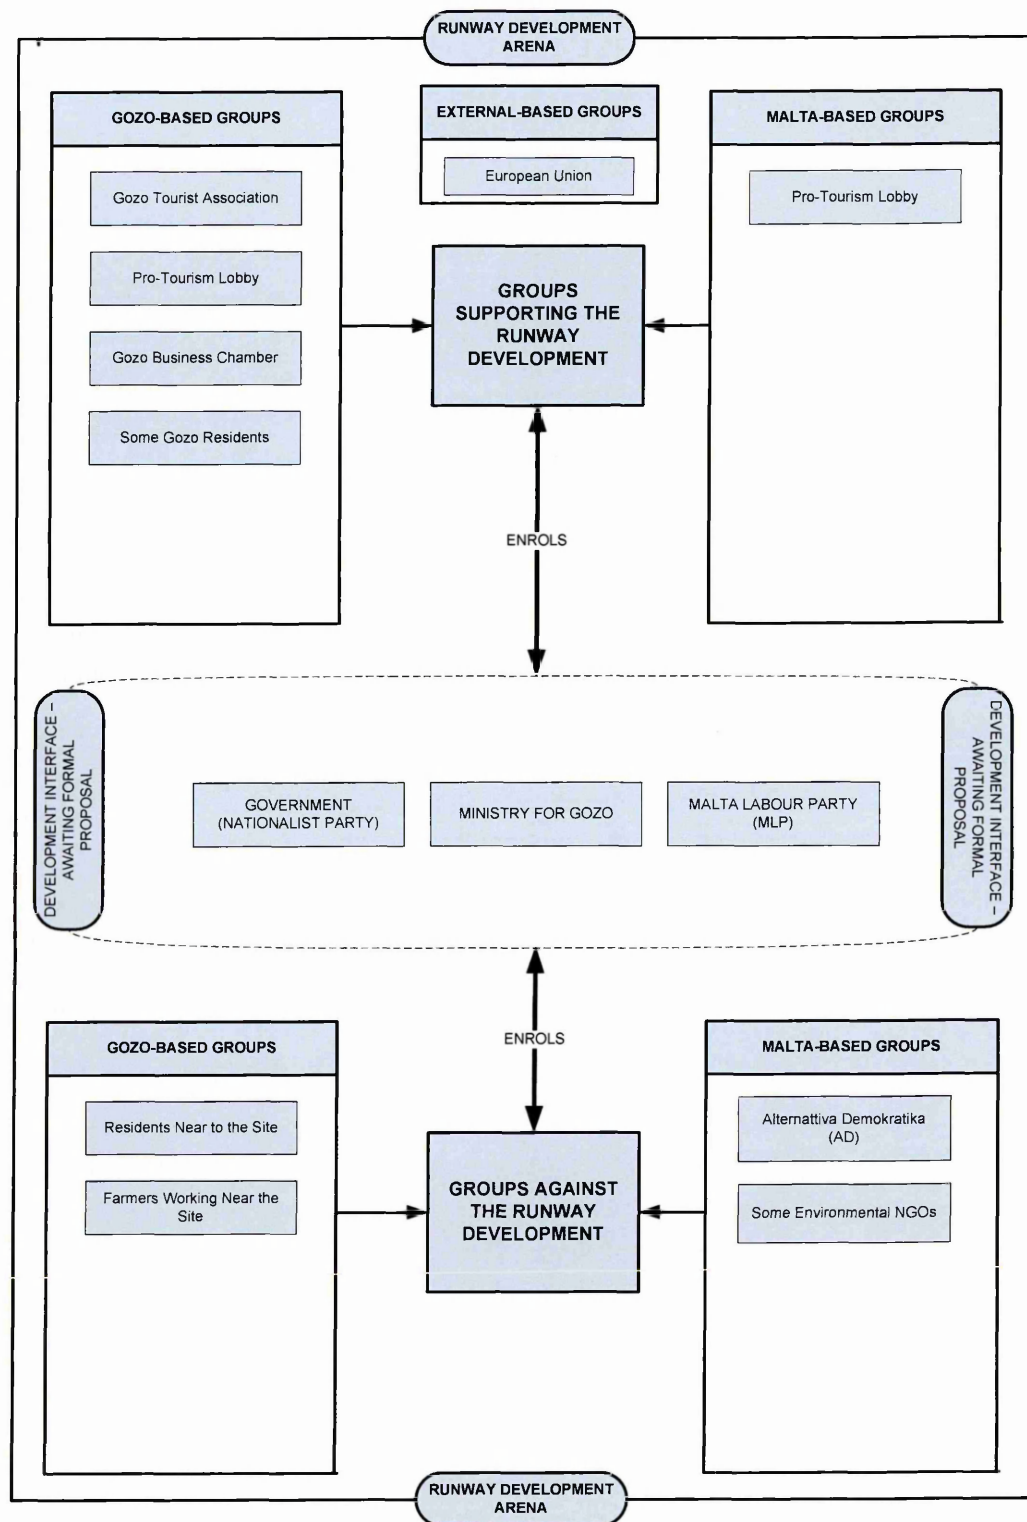 RUNWAY DEVELOPMENT
ARENA
GOZO-BASED GROUPS
Gozo Tourist Association
Pro-Tourism Lobby
Gozo Business Chamber
Some Gozo Residents
EXTERNAL-BASED GROUPS
European Union
MALTA-BASED GROUPS
Pro-Tourism Lobby
GROUPS
SUPPORTING THE
RUNWAY
DEVELOPMENT
ENROLS
DEVELOPMENT INTERFACE –
AWAITING FORMAL
PROPOSAL
GOVERNMENT
(NATIONALIST PARTY)
MINISTRY FOR GOZO
MALTA LABOUR PARTY
(MLP)
DEVELOPMENT INTERFACE –
AWAITING FORMAL
PROPOSAL
ENROLS
GOZO-BASED GROUPS
Residents Near to the Site
Farmers Working Near the
Site
GROUPS AGAINST
THE RUNWAY
DEVELOPMENT
MALTA-BASED GROUPS
Alternattiva Demokratika
(AD)
Some Environmental NGOs
RUNWAY DEVELOPMENT
ARENA